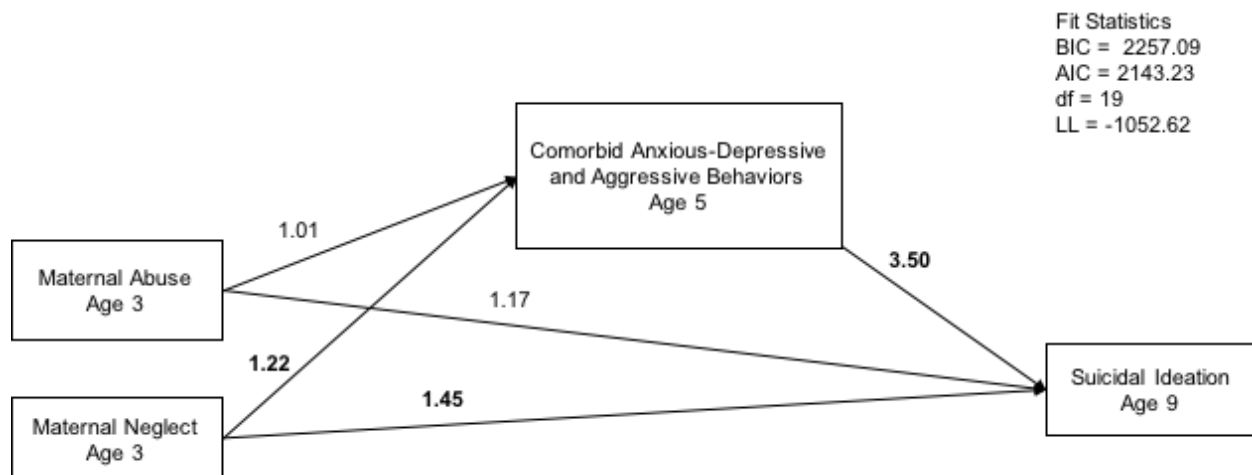 Fit Statistics
BIC = 2257.09
AIC = 2143.23
df = 19
LL = -1052.62
Comorbid Anxious-Depressive
and Aggressive Behaviors
Age 5
1.01
Maternal Abuse
Age 3
3.50
1.17
1.22
Suicidal Ideation
Age 9
1.45
Maternal Neglect
Age 3